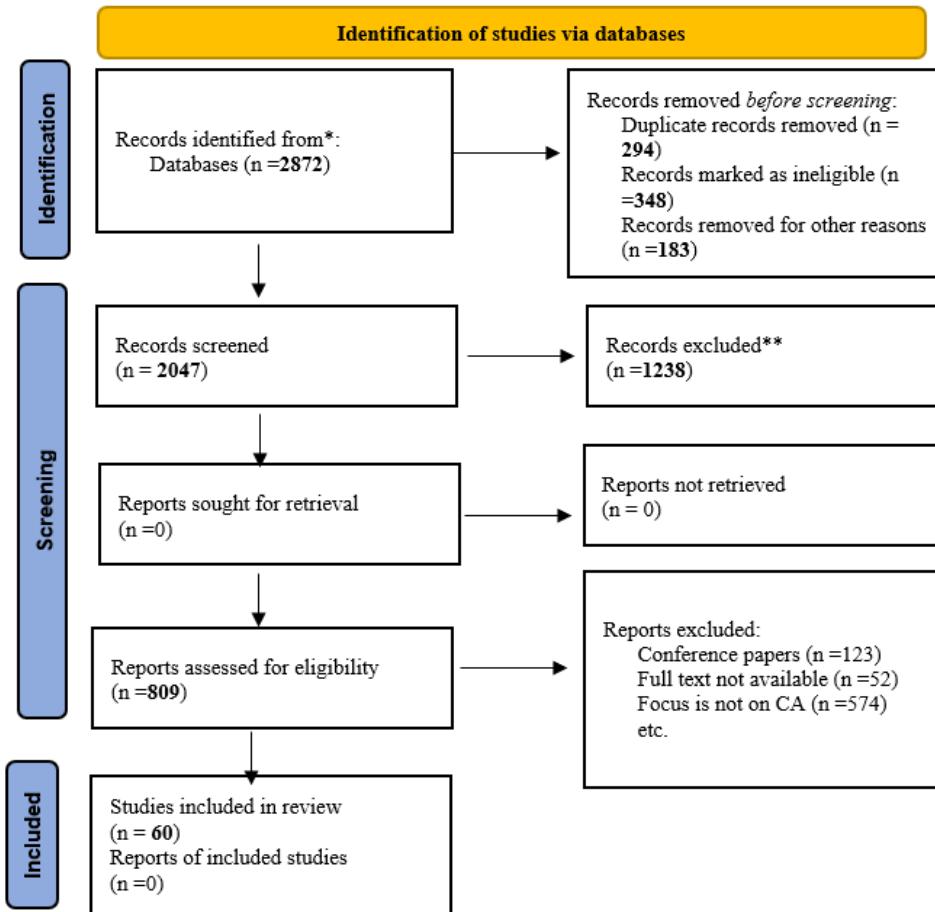 Identification of studies via databases
Identification
Records identified from*:
Databases (n =2872)
Records removed before screening:
Duplicate records removed (n =
294)
Records marked as ineligible (n
=348)
Records removed for other reasons
(n =183)
Screening
Records screened
(n = 2047)
Records excluded**
(n =1238)
Reports sought for retrieval
(n =0)
Reports not retrieved
(n = 0)
Reports assessed for eligibility
(n =809)
Reports excluded:
Conference papers (n =123)
Full text not available (n =52)
Focus is not on CA (n =574)
etc.
Included
Studies included in review
(n = 60)
Reports of included studies
(n =0)